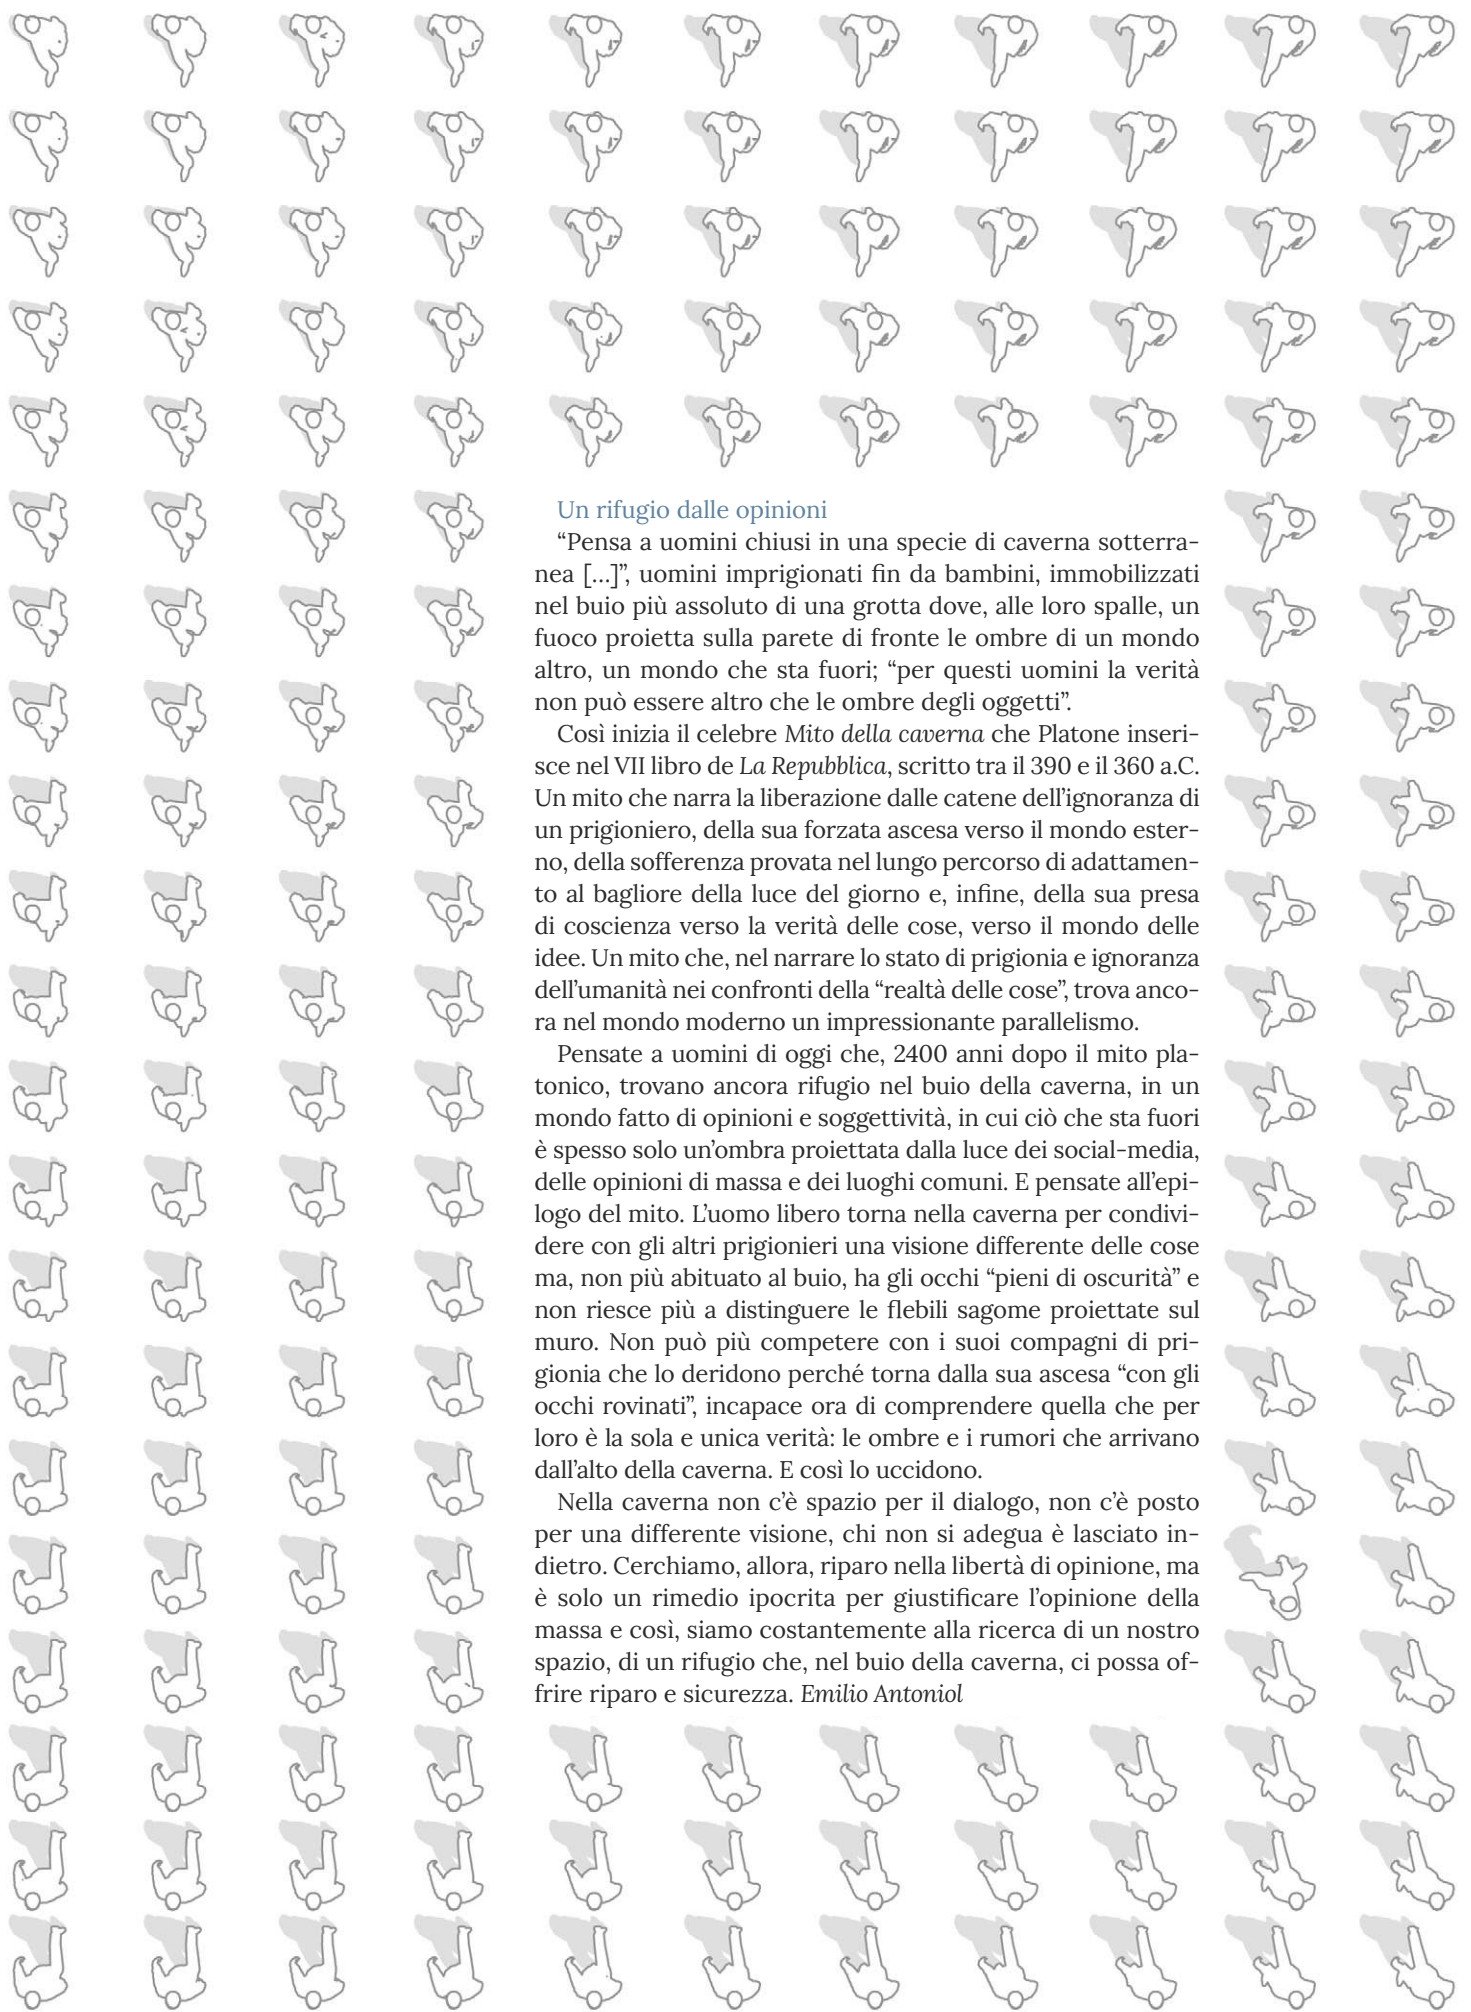 Un rifugio dalle opinioni
“Pensa a uomini chiusi in una specie di caverna sotterra-
nea [...]”, uomini imprigionati fin da bambini, immobilizzati
nel buio più assoluto di una grotta dove, alle loro spalle, un
fuoco proietta sulla parete di fronte le ombre di un mondo
altro, un mondo che sta fuori; “per questi uomini la verità
non può essere altro che le ombre degli oggetti”.
Così inizia il celebre Mito della caverna che Platone inseri-
sce nel VII libro de La Repubblica, scritto tra il 390 e il 360 a.C.
Un mito che narra la liberazione dalle catene dell’ignoranza di
un prigioniero, della sua forzata ascesa verso il mondo ester-
no, della sofferenza provata nel lungo percorso di adattamen-
to al bagliore della luce del giorno e, infine, della sua presa
di coscienza verso la verità delle cose, verso il mondo delle
idee. Un mito che, nel narrare lo stato di prigionia e ignoranza
dell’umanità nei confronti della “realtà delle cose”, trova anco-
ra nel mondo moderno un impressionante parallelismo.
Pensate a uomini di oggi che, 2400 anni dopo il mito pla-
tonico, trovano ancora rifugio nel buio della caverna, in un
mondo fatto di opinioni e soggettività, in cui ciò che sta fuori
è spesso solo un’ombra proiettata dalla luce dei social-media,
delle opinioni di massa e dei luoghi comuni. E pensate all’epi-
logo del mito. L’uomo libero torna nella caverna per condivi-
dere con gli altri prigionieri una visione differente delle cose
ma, non più abituato al buio, ha gli occhi “pieni di oscurità” e
non riesce più a distinguere le flebili sagome proiettate sul
muro. Non può più competere con i suoi compagni di pri-
gionia che lo deridono perché torna dalla sua ascesa “con gli
occhi rovinati”, incapace ora di comprendere quella che per
loro è la sola e unica verità: le ombre e i rumori che arrivano
dall’alto della caverna. E così lo uccidono.
Nella caverna non c’è spazio per il dialogo, non c’è posto
per una differente visione, chi non si adegua è lasciato in-
dietro. Cerchiamo, allora, riparo nella libertà di opinione, ma
è solo un rimedio ipocrita per giustificare l’opinione della
massa e così, siamo costantemente alla ricerca di un nostro
spazio, di un rifugio che, nel buio della caverna, ci possa of-
frire riparo e sicurezza. Emilio Antoniol